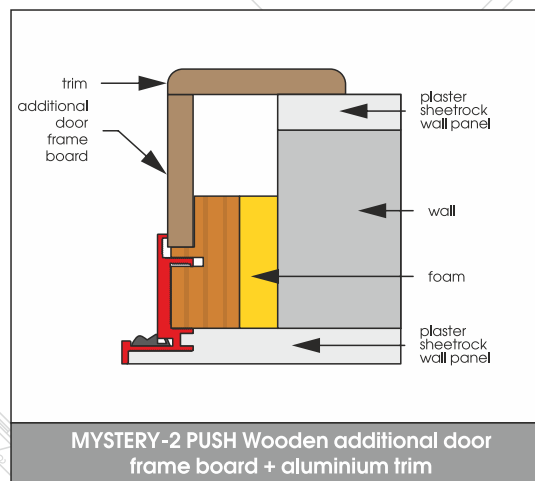 trim
additional
door
frame
board
plaster
sheetrock
wall panel
wall
foam
plaster
sheetrock
wall panel
MYSTERY-2 PUSH Wooden additional door
frame board + aluminium trim